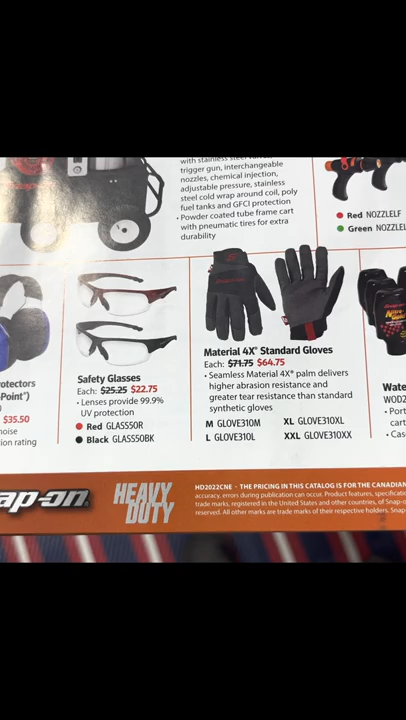 with stainless steel
trigger gun, interchangeable
nozzles, chemical injection,
adjustable pressure, stainless
steel cold wrap around coil, poly
fuel tanks and GFCI protection
• Powder coated tube frame cart
with pneumatic tires for extra
durability
Red NOZZLELF
Green NOZZLEL
otectors
Point®)
$35.50
noise
ion rating
Safety Glasses
Each: $25.25 $22.75
• Lenses provide 99.9%
UV protection
Red GLASS50R
Black GLASS50BK
Material 4X® Standard Gloves
Each: $71.75 $64.75
• Seamless Material 4X® palm delivers
higher abrasion resistance and
greater tear resistance than standard
synthetic gloves
M GLOVE310M XL GLOVE310XL
L GLOVE310L XXL GLOVE310XX
Wate
WOD2
• Port
cart
• Cas
ap-on
HEAVY
DUTY
HD2022CNE - THE PRICING IN THIS CATALOG IS FOR THE CANADIAN
accuracy, errors during publication can occur. Product features, specificatio
trade marks, registered in the United States and other countries, of Snap-o
reserved. All other marks are trade marks of their respective holders. Snap